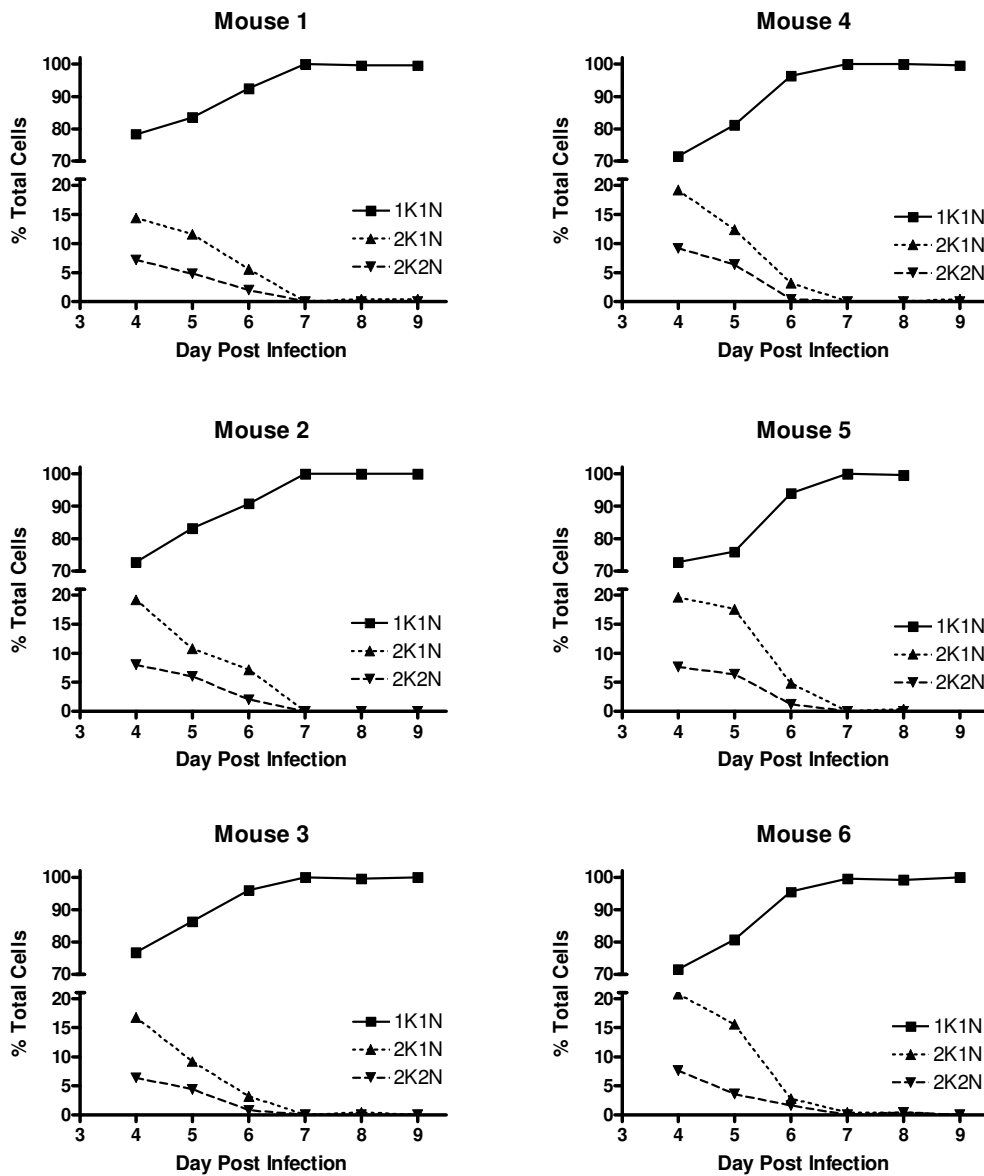 Mouse 1
100
90
80
70
20
15
10
5
0
% Total Cells
1K1N
2K1N
2K2N
3 4 5 6 7 8 9
Day Post Infection
Mouse 4
100
90
80
70
20
15
10
5
0
% Total Cells
1K1N
2K1N
2K2N
3 4 5 6 7 8 9
Day Post Infection
Mouse 2
100
90
80
70
20
15
10
5
0
% Total Cells
1K1N
2K1N
2K2N
3 4 5 6 7 8 9
Day Post Infection
Mouse 5
100
90
80
70
20
15
10
5
0
% Total Cells
1K1N
2K1N
2K2N
3 4 5 6 7 8 9
Day Post Infection
Mouse 3
100
90
80
70
20
15
10
5
0
% Total Cells
1K1N
2K1N
2K2N
3 4 5 6 7 8 9
Day Post Infection
Mouse 6
100
90
80
70
20
15
10
5
0
% Total Cells
1K1N
2K1N
2K2N
3 4 5 6 7 8 9
Day Post Infection